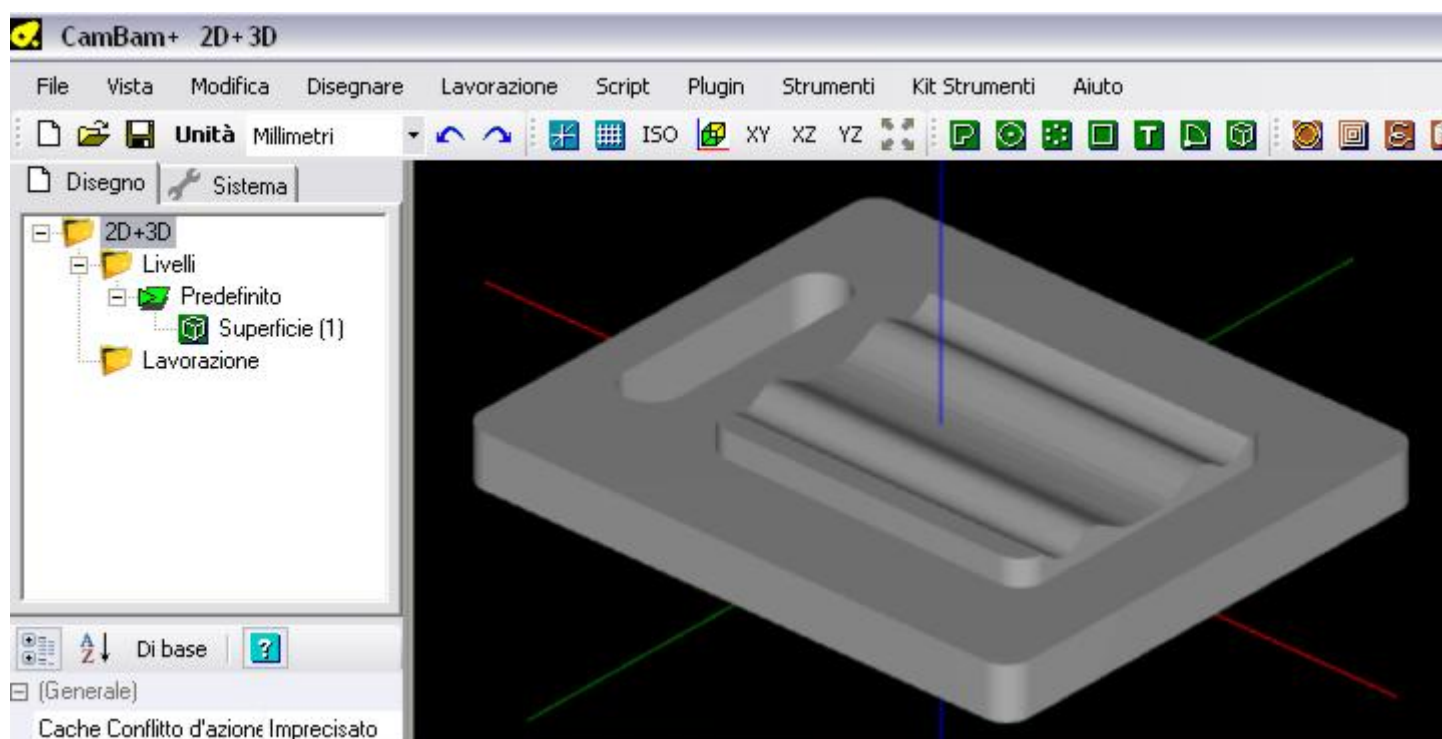 CamBam+ 2D+3D
File Vista Modifica Disegnare Lavorazione Script Plugin Strumenti Kit Strumenti Aiuto
Unità Millimetri ISO XY XZ YZ
Disegno Sistema
2D+3D
Livelli
Predefinito
Superficie (1)
Lavorazione
Di base
(Generale)
Cache Conflitto d'azione Imprecisato